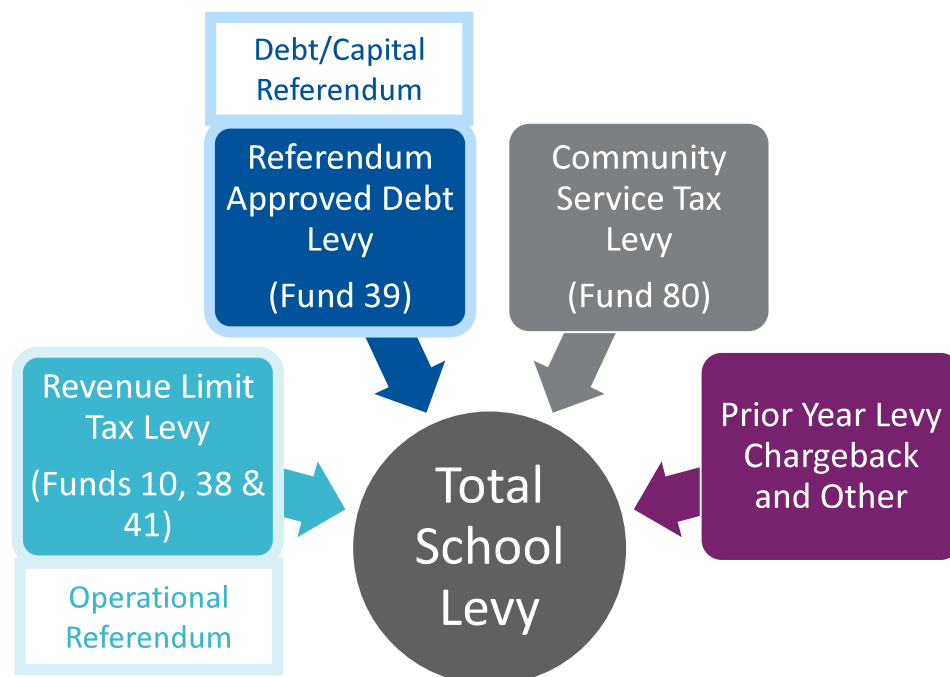 Debt/Capital
Referendum
Referendum
Approved Debt
Levy
(Fund 39)
Community
Service Tax
Levy
(Fund 80)
Revenue Limit
Tax Levy
(Funds 10, 38 &
41)
Operational
Referendum
Prior Year Levy
Chargeback
and Other
Total
School
Levy